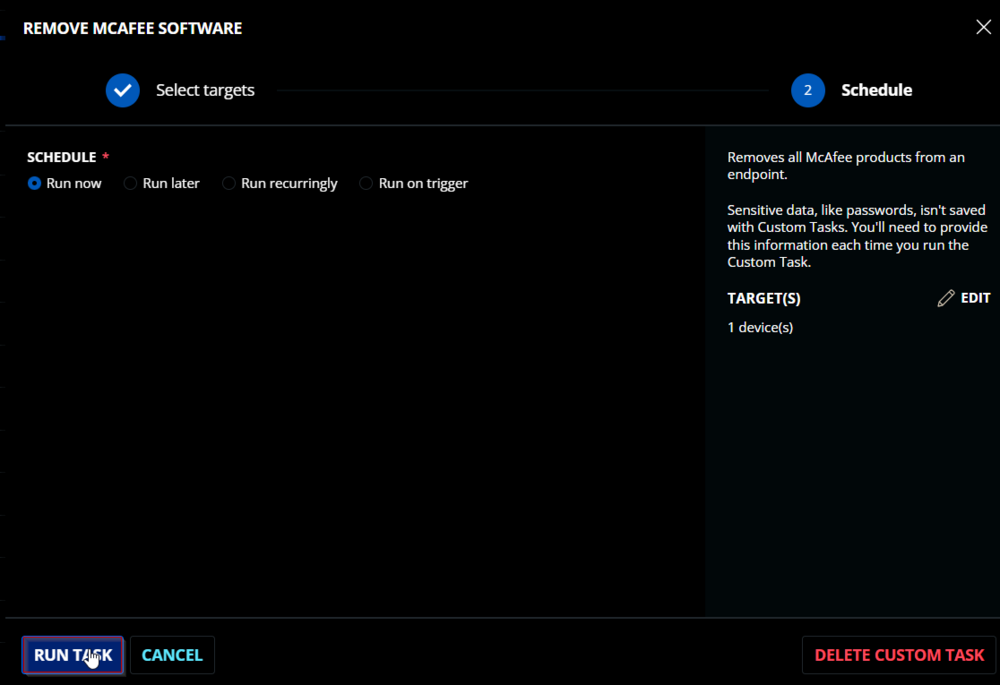 REMOVE MCAFEE SOFTWARE
Select targets
2
Schedule
SCHEDULE *
Run now
Run later
Run recurringly
Run on trigger
Removes all McAfee products from an
endpoint.
Sensitive data, like passwords, isn't saved
with Custom Tasks. You'll need to provide
this information each time you run the
Custom Task.
TARGET(S)
EDIT
1 device(s)
RUN TASK
CANCEL
DELETE CUSTOM TASK